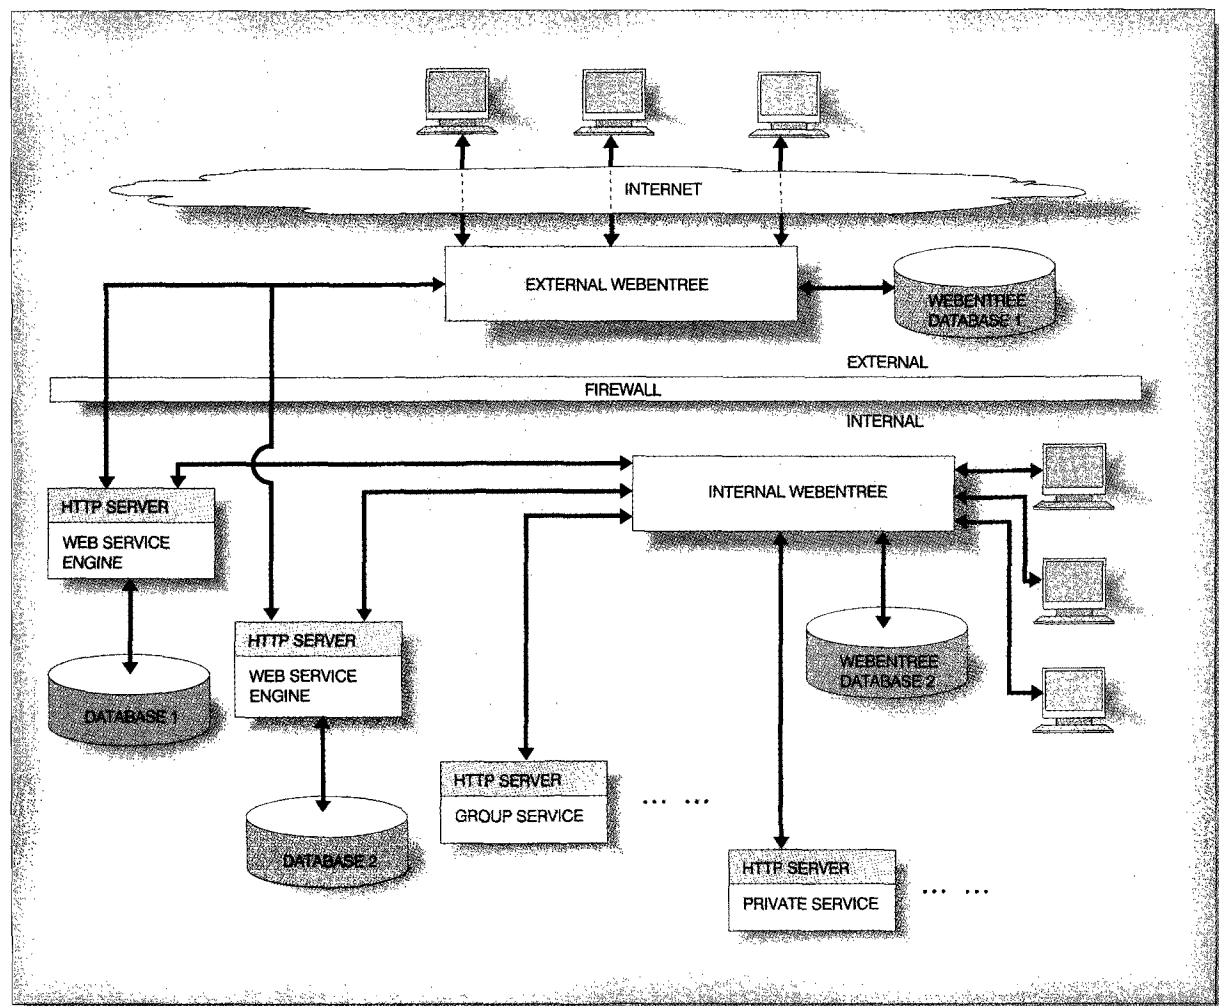 INTERNET
EXTERNAL WEBENTREE
WEBENTREE
DATABASE 1
EXTERNAL
FIREWALL
INTERNAL
INTERNAL WEBENTREE
HTTP SERVER
WEB SERVICE
ENGINE
HTTP SERVER
WEB SERVICE
ENGINE
WEBENTREE
DATABASE 2
DATABASE 1
HTTP SERVER
GROUP SERVICE
... ...
DATABASE 2
HTTP SERVER
PRIVATE SERVICE
... ...